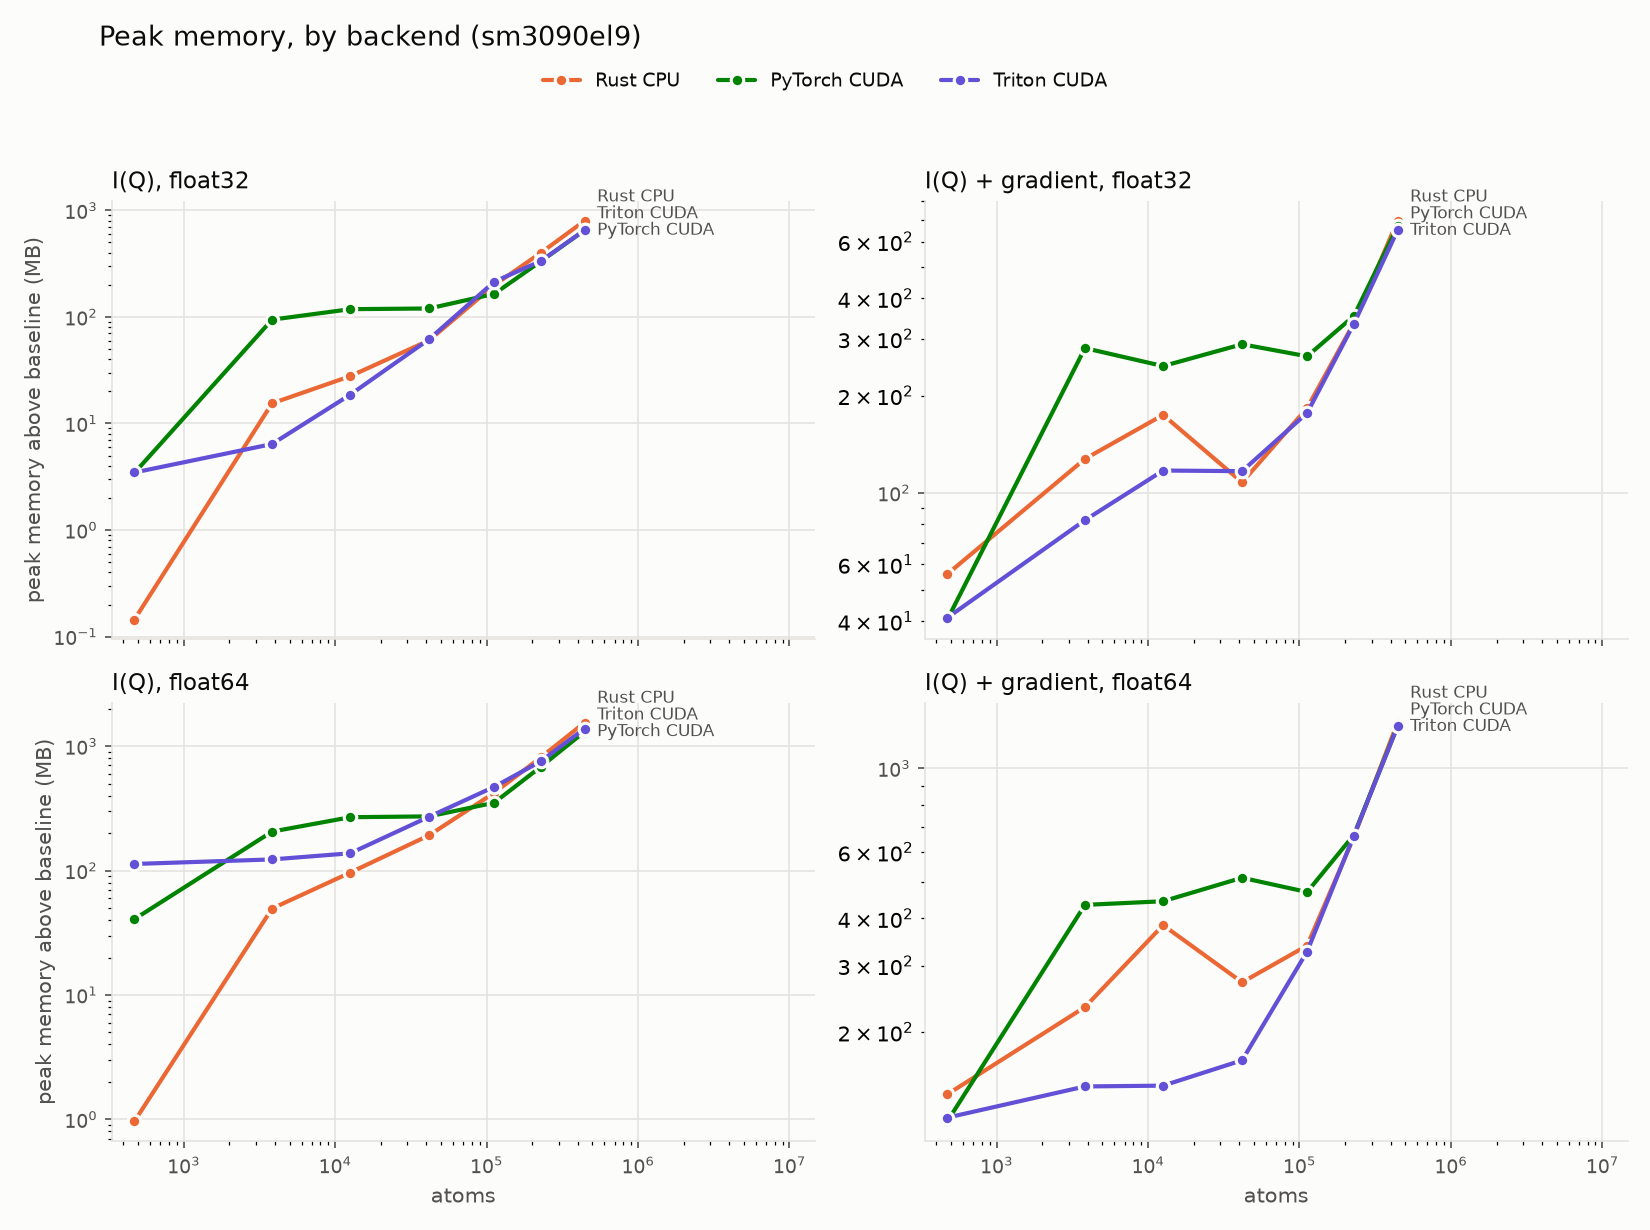 Peak memory, by backend (sm3090el9)
Rust CPU PyTorch CUDA Triton CUDA
I(Q), float32
peak memory above baseline (MB)
10³
10²
10¹
10⁰
10⁻¹
Rust CPU
Triton CUDA
PyTorch CUDA
I(Q) + gradient, float32
6 × 10²
4 × 10²
3 × 10²
2 × 10²
10²
6 × 10¹
4 × 10¹
Rust CPU
PyTorch CUDA
Triton CUDA
I(Q), float64
peak memory above baseline (MB)
10³
10²
10¹
10⁰
Rust CPU
Triton CUDA
PyTorch CUDA
10³ 10⁴ 10⁵ 10⁶ 10⁷
atoms
I(Q) + gradient, float64
10³
6 × 10²
4 × 10²
3 × 10²
2 × 10²
Rust CPU
PyTorch CUDA
Triton CUDA
10³ 10⁴ 10⁵ 10⁶ 10⁷
atoms